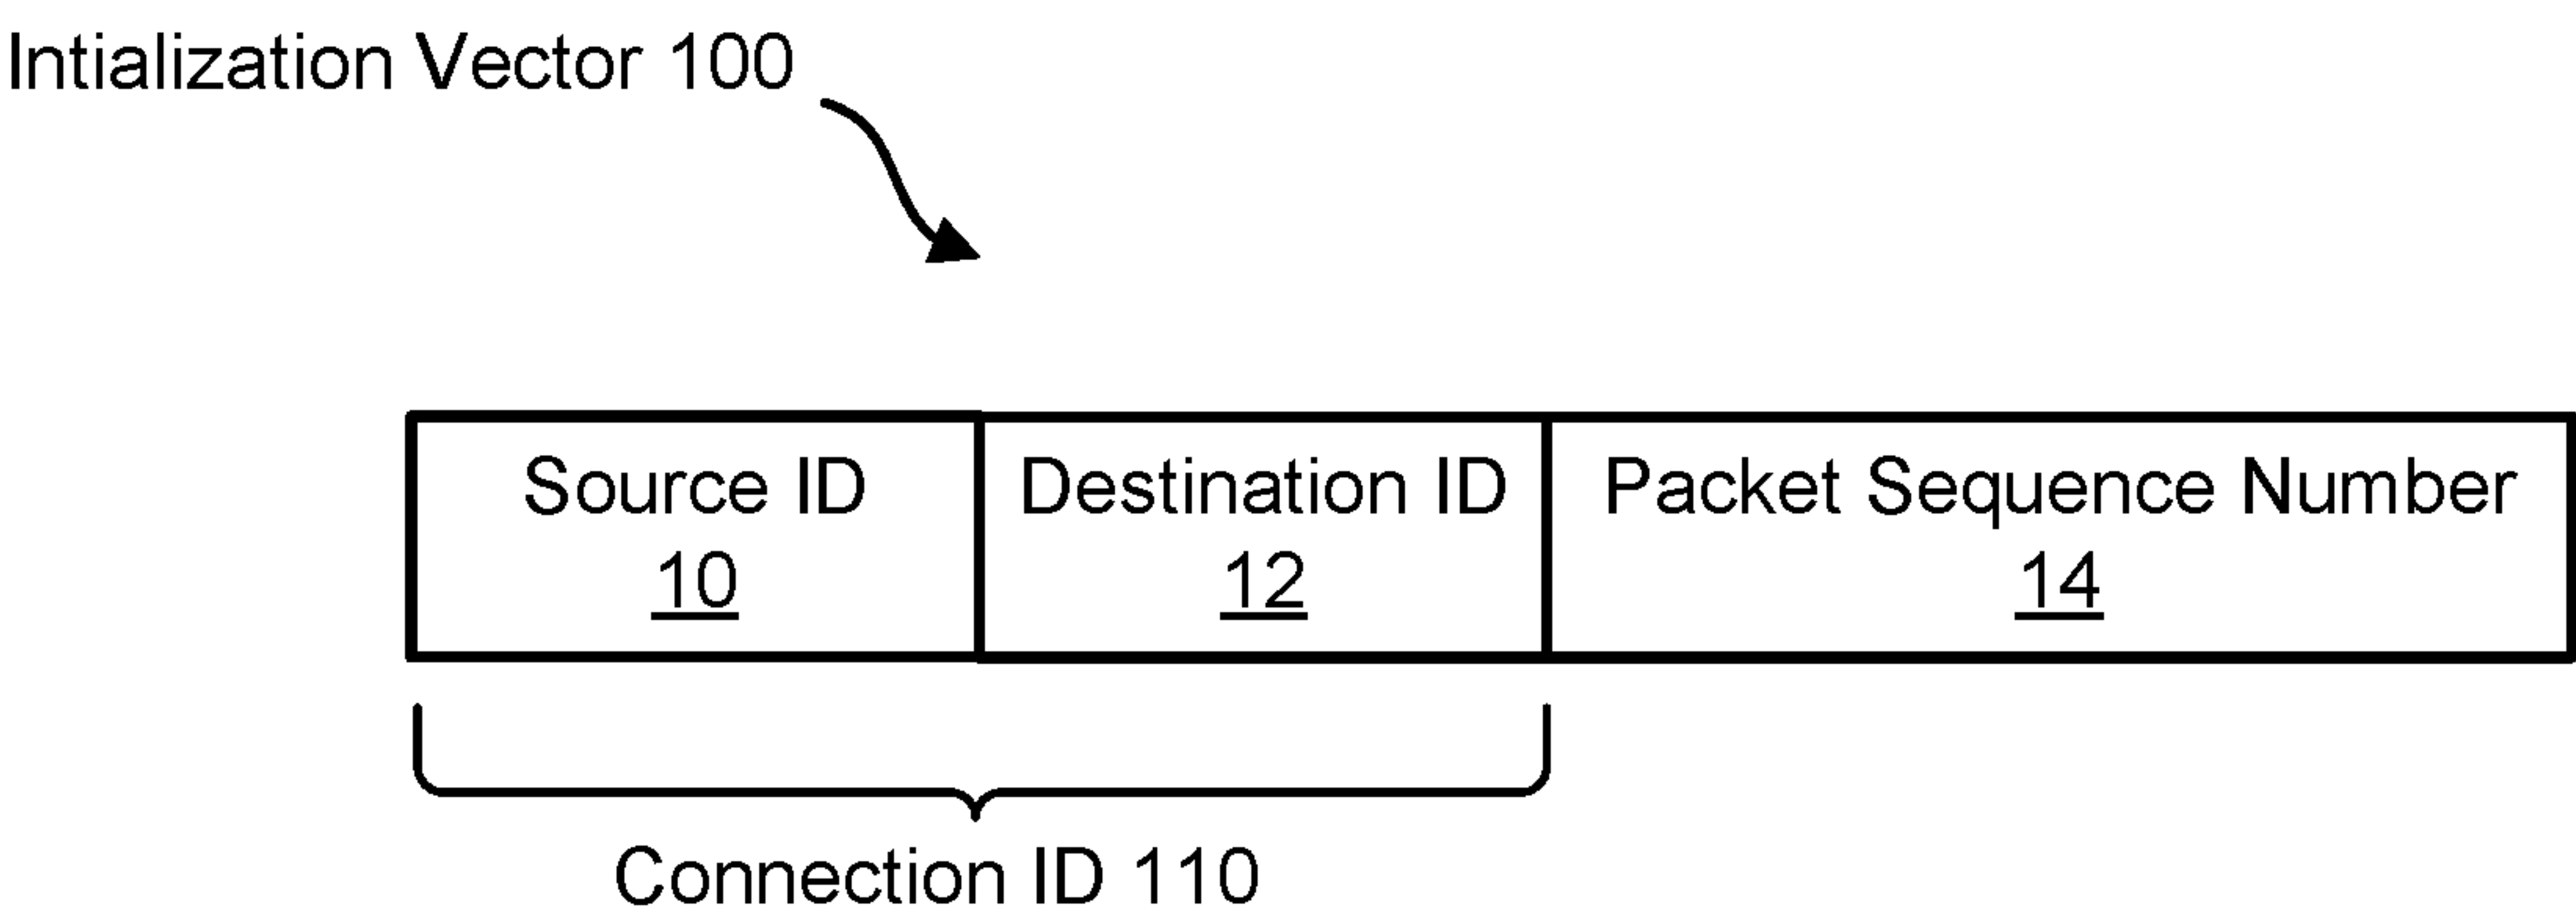 Intialization Vector 100
Source ID
10
Destination ID
12
Packet Sequence Number
14
Connection ID 110